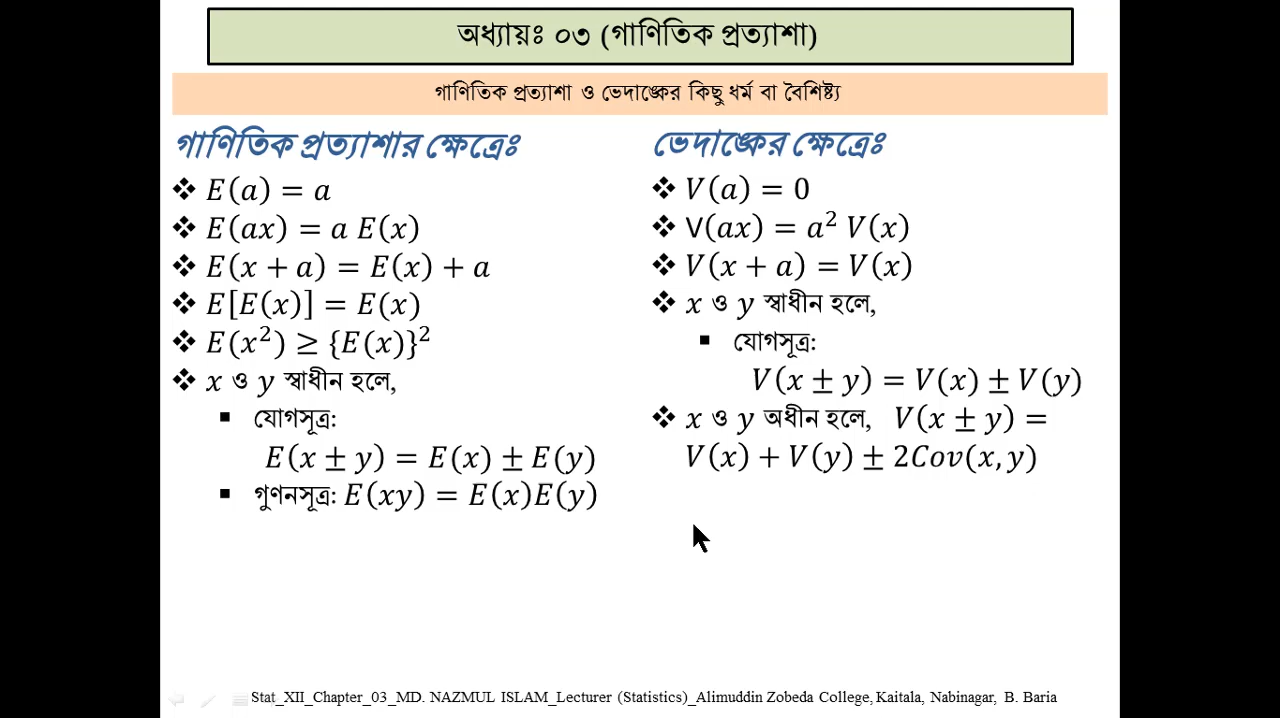 অধ্যায়ঃ ০৩ (গাণিতিক প্রত্যাশা)
গাণিতিক প্রত্যাশা ও ভেদাঙ্কের কিছু ধর্ম বা বৈশিষ্ট্য
গাণিতিক প্রত্যাশার ক্ষেত্রেঃ
❖ E(a) = a
❖ E(ax) = a E(x)
❖ E(x + a) = E(x) + a
❖ E[E(x)] = E(x)
❖ E(x²) ≥ {E(x)}²
❖ x ও y স্বাধীন হলে,
▪ যোগসূত্র:
E(x ± y) = E(x) ± E(y)
▪ গুণনসূত্র: E(xy) = E(x)E(y)
ভেদাঙ্কের ক্ষেত্রেঃ
❖ V(a) = 0
❖ V(ax) = a² V(x)
❖ V(x + a) = V(x)
❖ x ও y স্বাধীন হলে,
▪ যোগসূত্র:
V(x ± y) = V(x) ± V(y)
❖ x ও y অধীন হলে, V(x ± y) =
V(x) + V(y) ± 2Cov(x, y)
Stat_XII_Chapter_03_MD. NAZMUL ISLAM_Lecturer (Statistics)_Alimuddin Zobeda College, Kaitala, Nabinagar, B. Baria